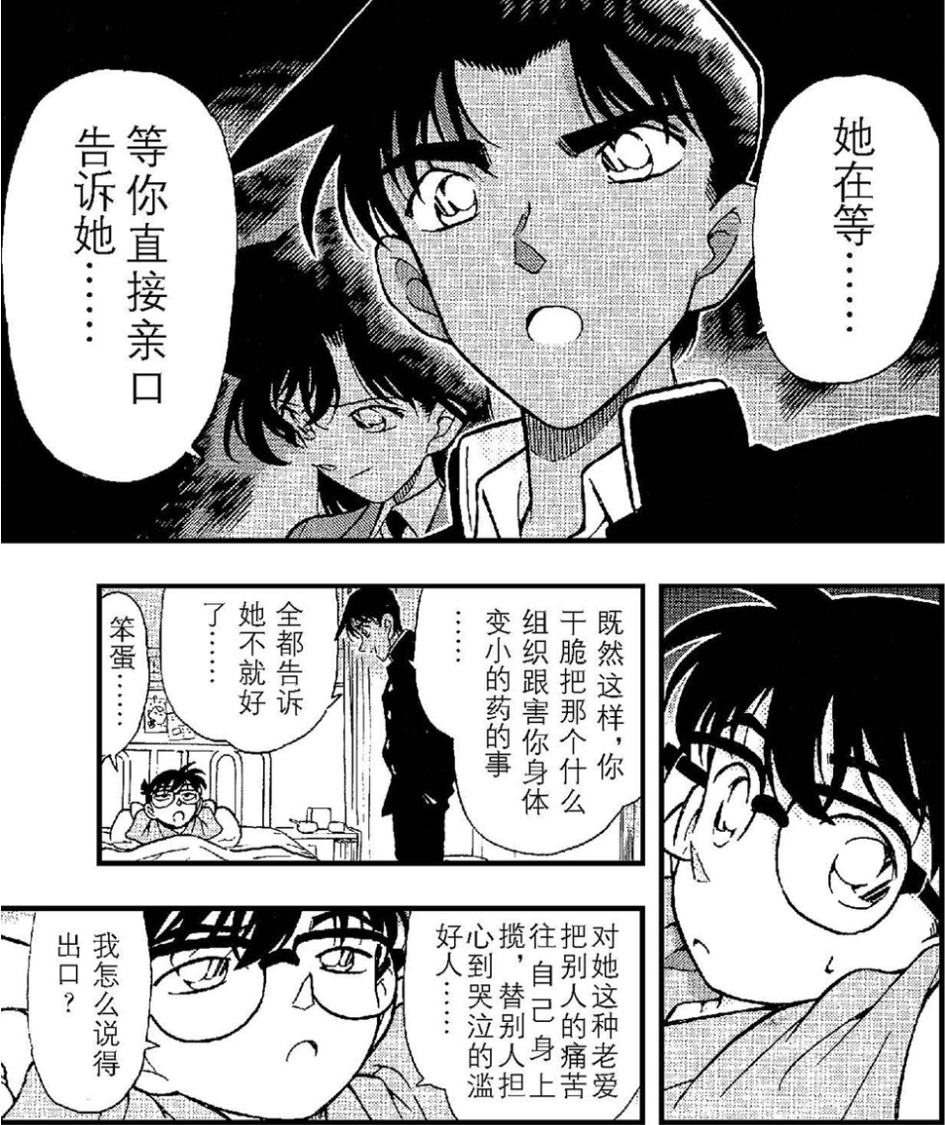 她在等……
等你直接亲口
告诉她……
既然这样，你
干脆把那个什么
组织跟害你身体
变小的药的事
……
全都告诉
她不就好
了……
笨蛋……
对她这种老爱
把别人的痛苦
往自己身上
揽，替别人担
心到哭泣的滥
好人……
我怎么说得
出口？